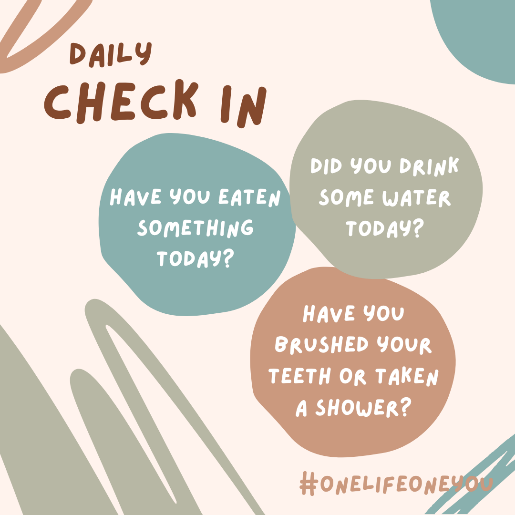 DAILY
CHECK IN
HAVE YOU EATEN
SOMETHING
TODAY?
DID YOU DRINK
SOME WATER
TODAY?
HAVE YOU
BRUSHED YOUR
TEETH OR TAKEN
A SHOWER?
#ONELIFEONEYOU